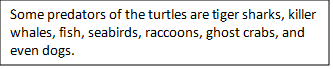 Some predators of the turtles are tiger sharks, killer
whales, fish, seabirds, raccoons, ghost crabs, and
even dogs.